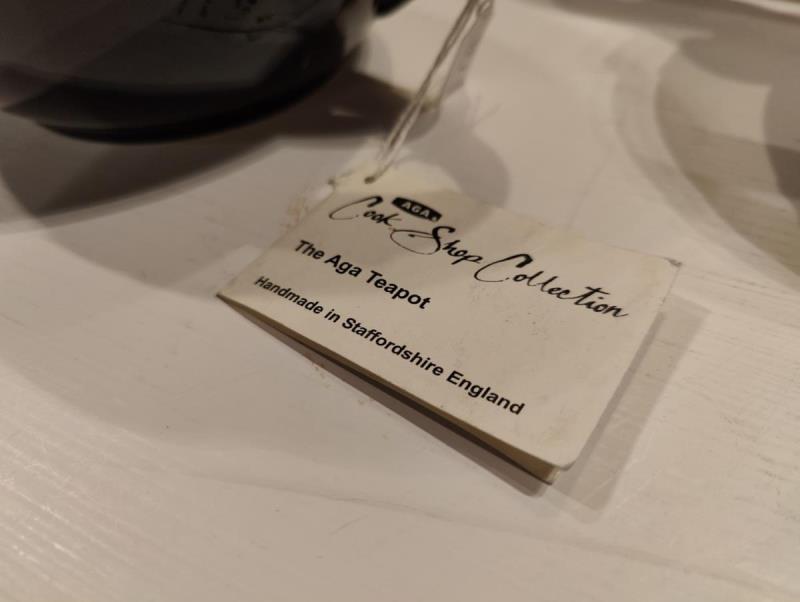 AGA
Cook Shop Collection
The Aga Teapot
Handmade in Staffordshire England